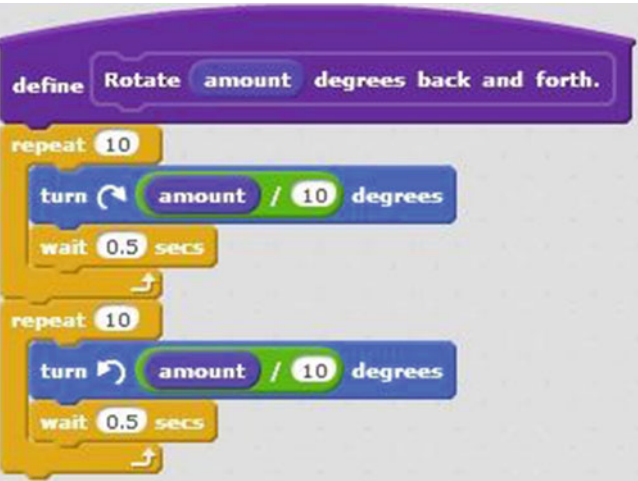 define Rotate amount degrees back and forth.
repeat 10
turn amount / 10 degrees
wait 0.5 secs
repeat 10
turn amount / 10 degrees
wait 0.5 secs